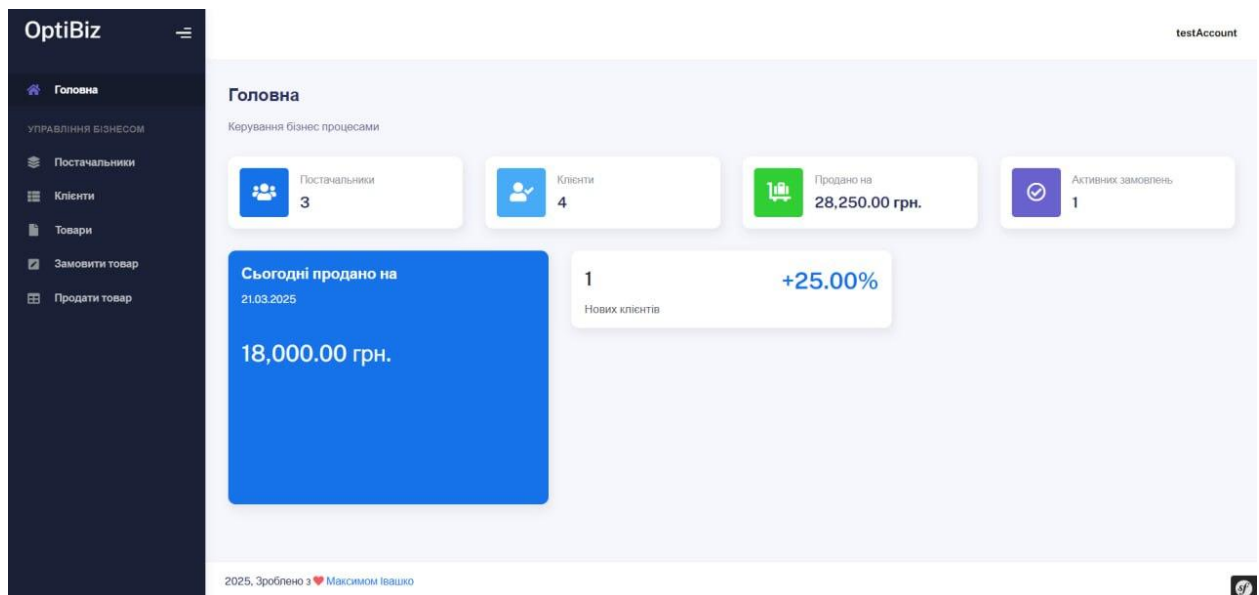 OptiBiz
testAccount
Головна
УПРАВЛІННЯ БІЗНЕСОМ
Постачальники
Клієнти
Товари
Замовити товар
Продати товар
Головна
Керування бізнес процесами
Постачальники
3
Клієнти
4
Продано на
28,250.00 грн.
Активних замовлень
1
Сьогодні продано на
21.03.2025
18,000.00 грн.
1
+25.00%
Нових клієнтів
2025, Зроблено з ❤ Максимом Івашко
sf